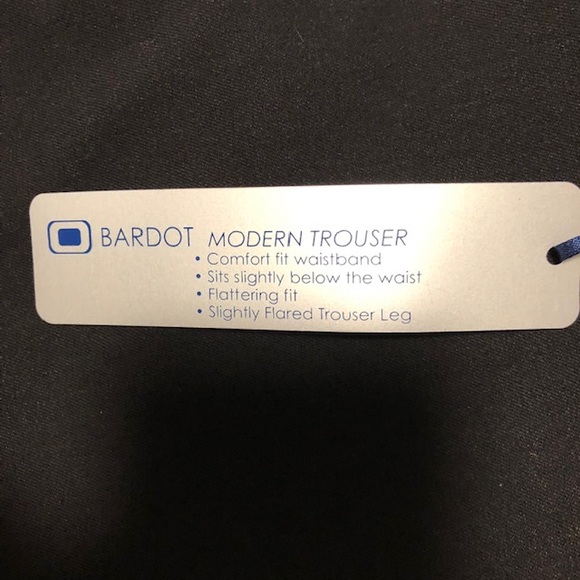 BARDOT MODERN TROUSER
• Comfort fit waistband
• Sits slightly below the waist
• Flattering fit
• Slightly Flared Trouser Leg